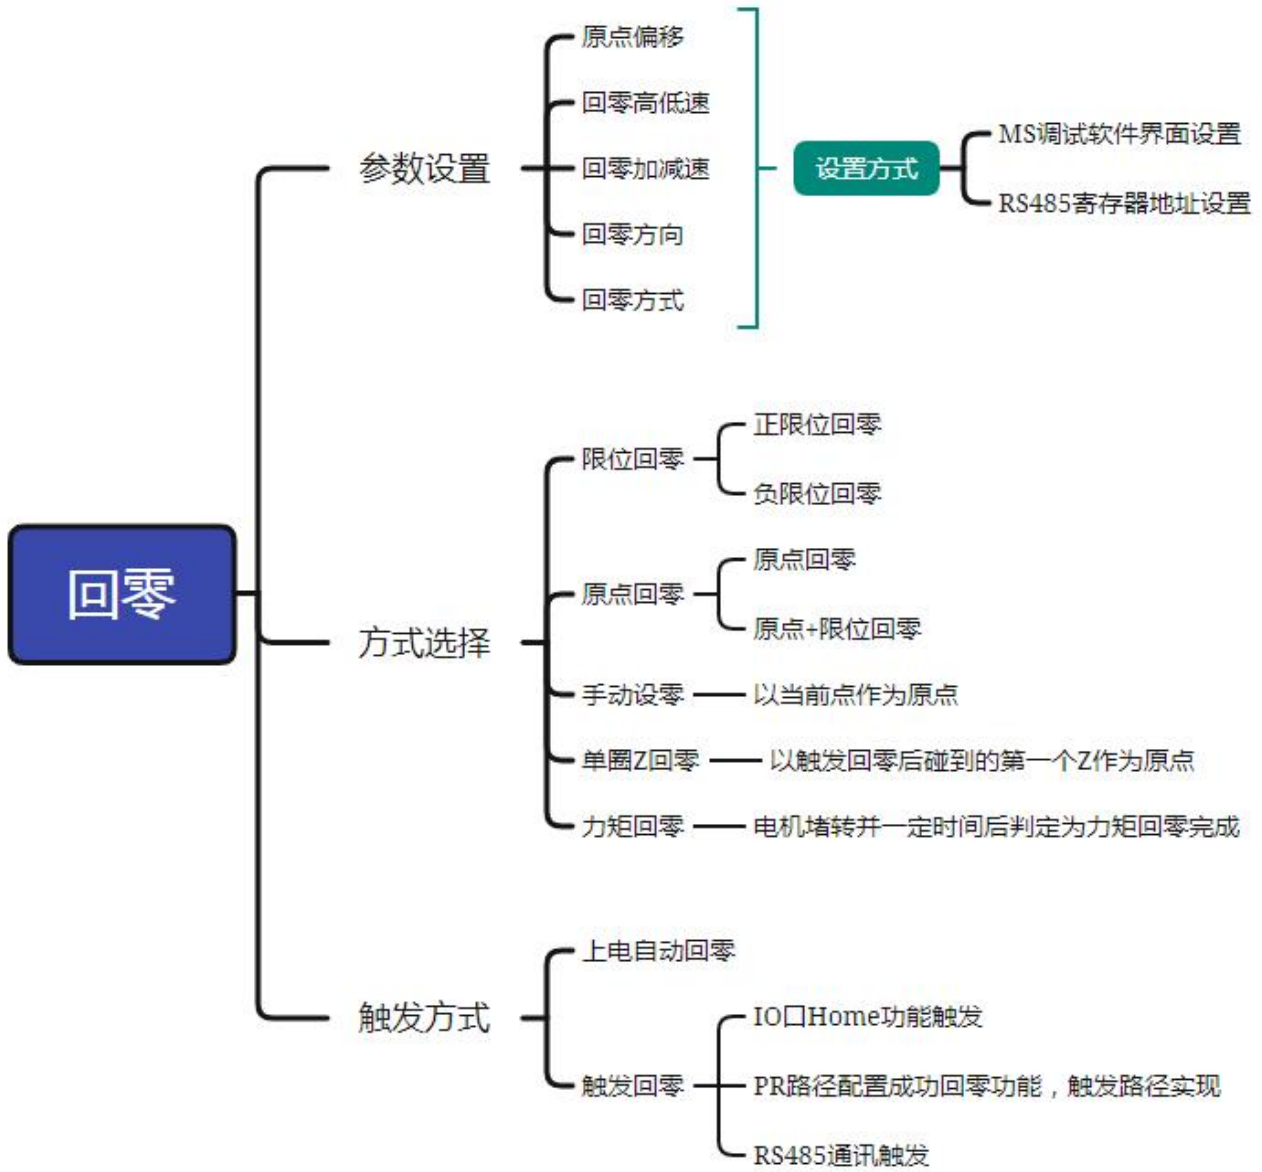 回零
参数设置
原点偏移
回零高低速
回零加减速
回零方向
回零方式
设置方式
MS调试软件界面设置
RS485寄存器地址设置
方式选择
限位回零
正限位回零
负限位回零
原点回零
原点回零
原点+限位回零
手动设零
以当前点作为原点
单圈Z回零
以触发回零后碰到的第一个Z作为原点
力矩回零
电机堵转并一定时间后判定为力矩回零完成
触发方式
上电自动回零
触发回零
IO口Home功能触发
PR路径配置成功回零功能，触发路径实现
RS485通讯触发